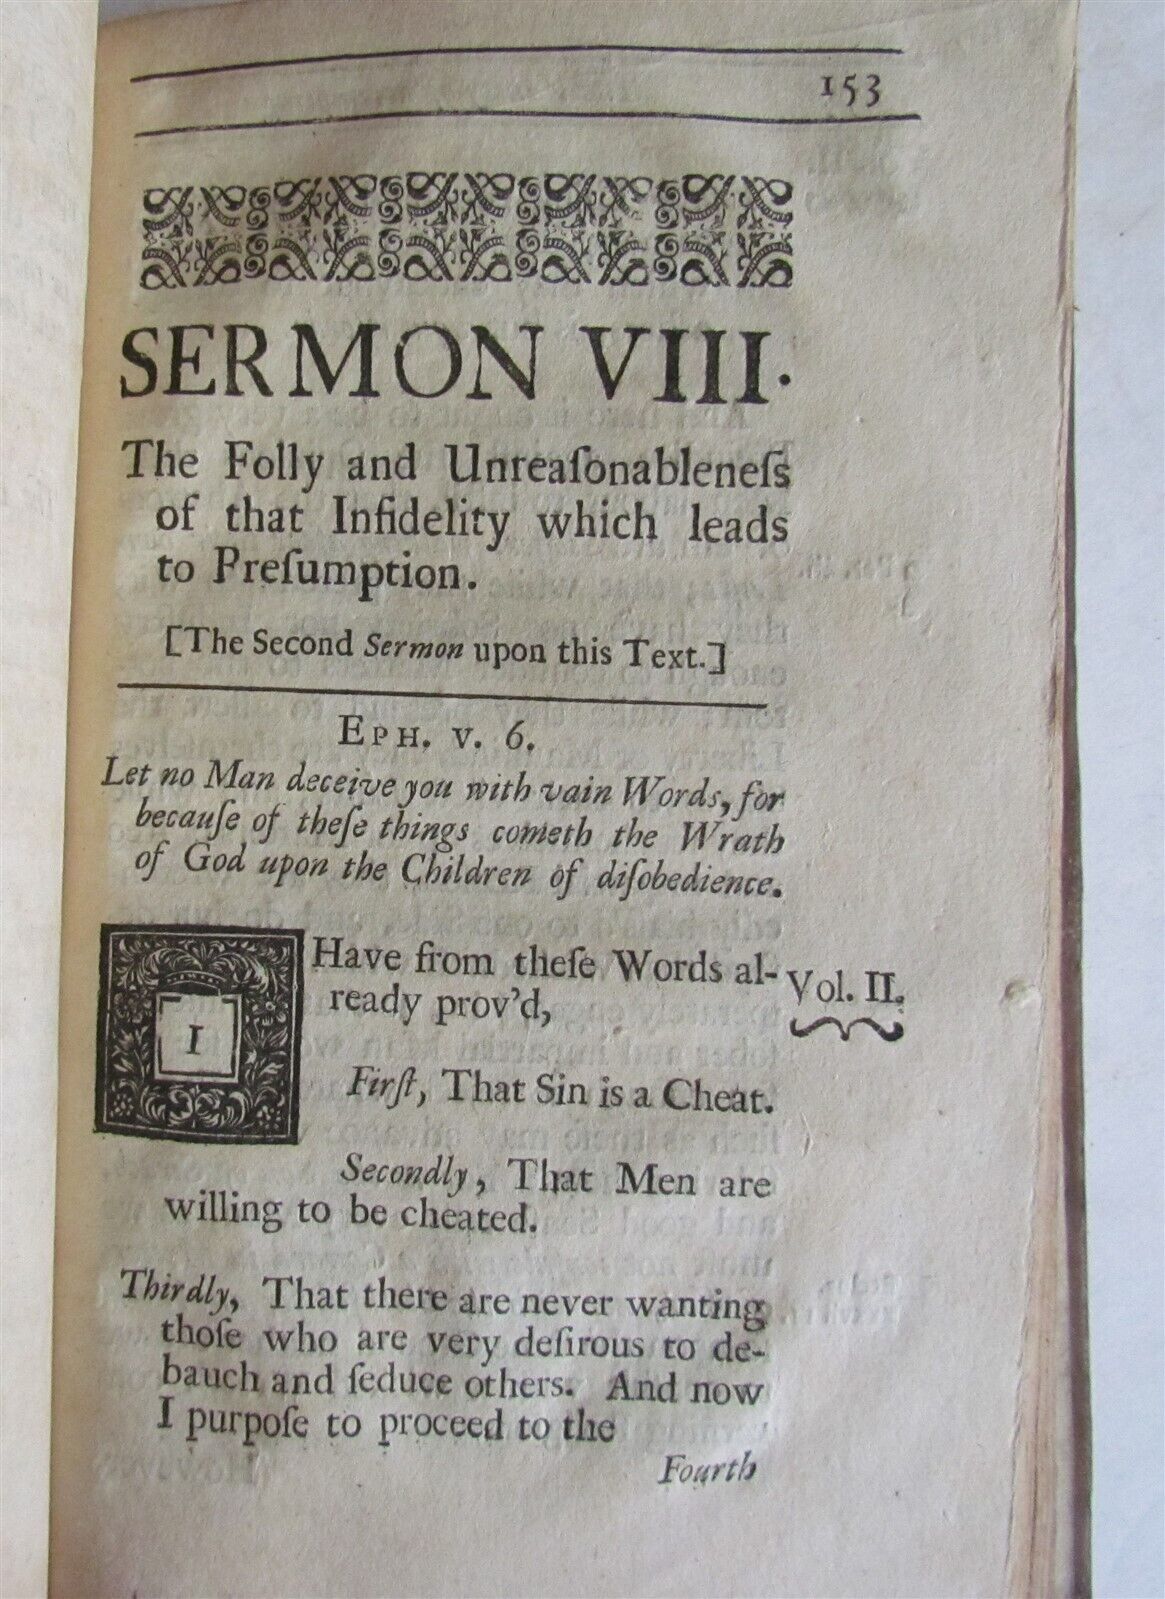 153
SERMON VIII.
The Folly and Unreaſonableneſs
of that Infidelity which leads
to Preſumption.
[The Second Sermon upon this Text.]
EPH. v. 6.
Let no Man deceive you with vain Words, for
becauſe of theſe things cometh the Wrath
of God upon the Children of diſobedience.
I Have from theſe Words al-
ready prov'd,
Vol. II.
Firſt, That Sin is a Cheat.
Secondly, That Men are
willing to be cheated.
Thirdly, That there are never wanting
thoſe who are very deſirous to de-
bauch and ſeduce others. And now
I purpoſe to proceed to the
Fourth